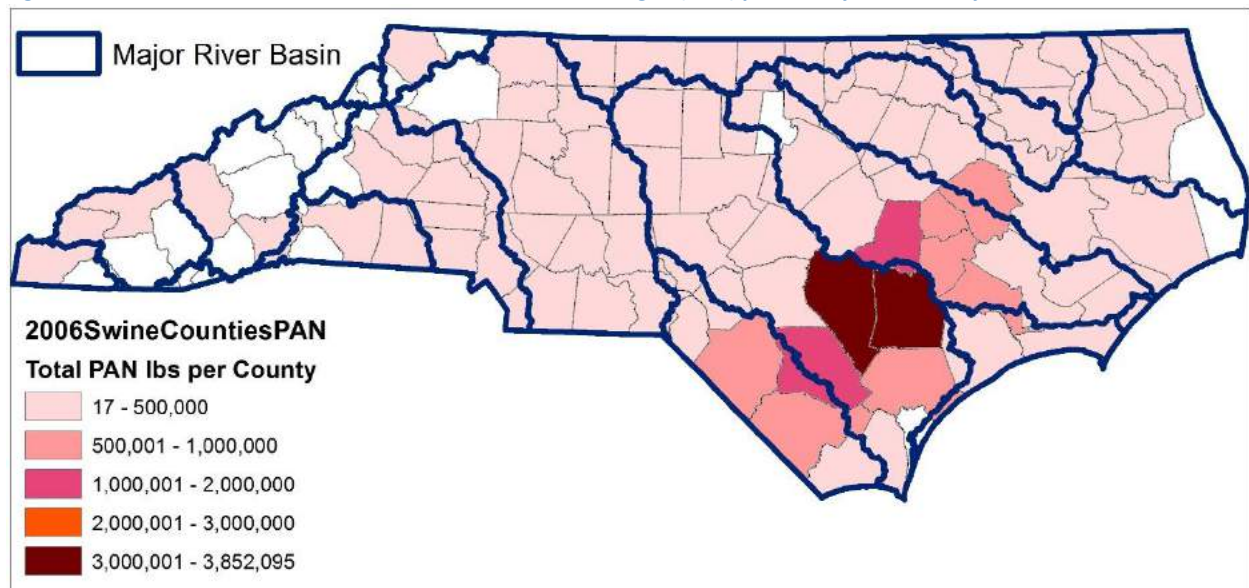 Major River Basin
2006SwineCountiesPAN
Total PAN lbs per County
17 - 500,000
500,001 - 1,000,000
1,000,001 - 2,000,000
2,000,001 - 3,000,000
3,000,001 - 3,852,095